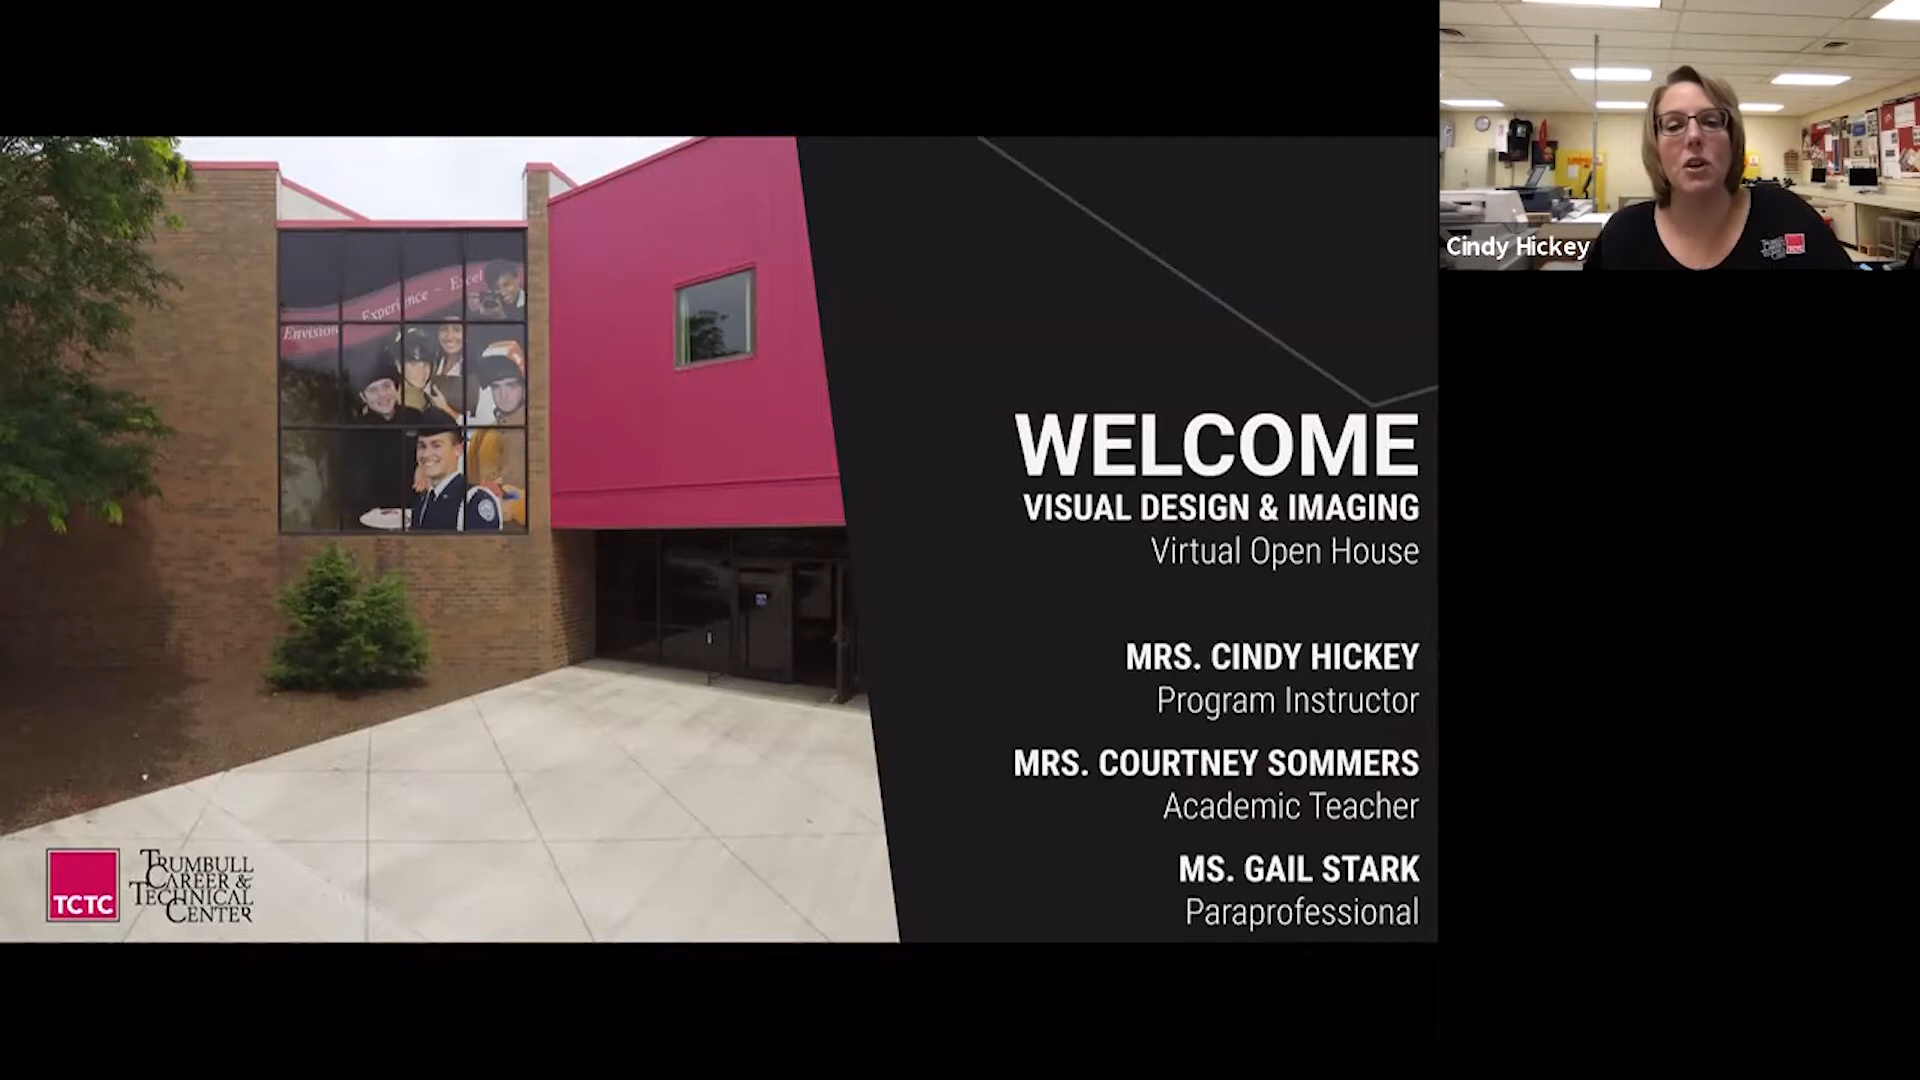 Envision
Experience ~ Excel
WELCOME
VISUAL DESIGN & IMAGING
Virtual Open House
MRS. CINDY HICKEY
Program Instructor
MRS. COURTNEY SOMMERS
Academic Teacher
MS. GAIL STARK
Paraprofessional
TCTC
TRUMBULL
CAREER &
TECHNICAL
CENTER
Cindy Hickey
TCTC